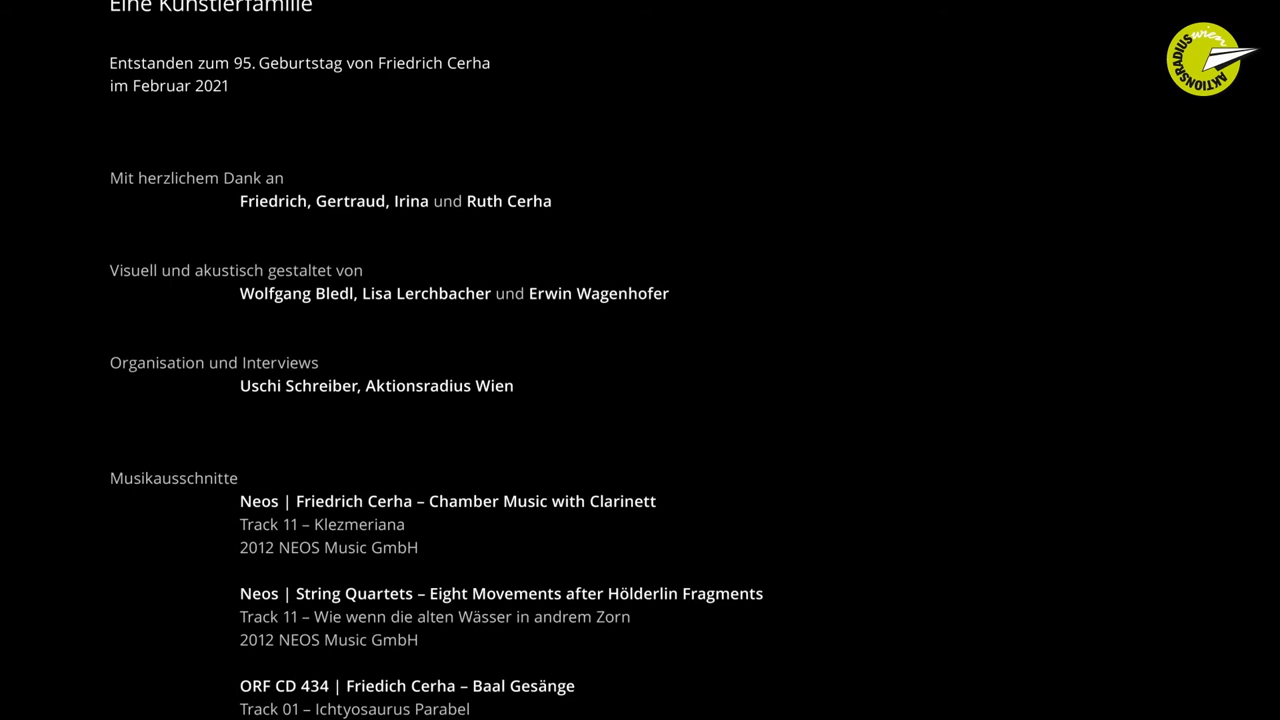 Eine Künstlerfamilie
Entstanden zum 95. Geburtstag von Friedrich Cerha
im Februar 2021
Mit herzlichem Dank an
Friedrich, Gertraud, Irina und Ruth Cerha
Visuell und akustisch gestaltet von
Wolfgang Bledl, Lisa Lerchbacher und Erwin Wagenhofer
Organisation und Interviews
Uschi Schreiber, Aktionsradius Wien
Musikausschnitte
Neos | Friedrich Cerha – Chamber Music with Clarinett
Track 11 – Klezmeriana
2012 NEOS Music GmbH
Neos | String Quartets – Eight Movements after Hölderlin Fragments
Track 11 – Wie wenn die alten Wässer in andrem Zorn
2012 NEOS Music GmbH
ORF CD 434 | Friedich Cerha – Baal Gesänge
Track 01 – Ichtyosaurus Parabel
AKTIONSRADIUS wien